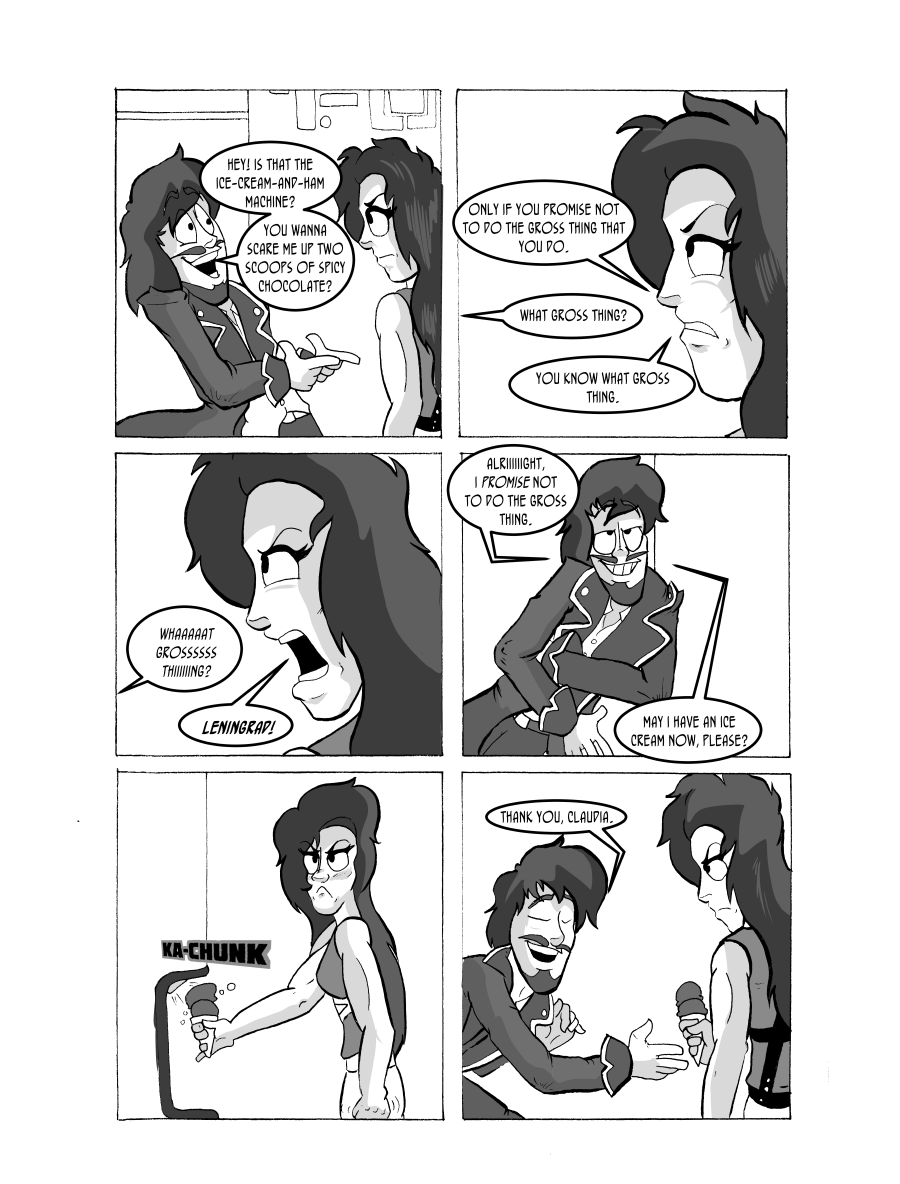 HEY! IS THAT THE
ICE-CREAM-AND-HAM
MACHINE?
YOU WANNA
SCARE ME UP TWO
SCOOPS OF SPICY
CHOCOLATE?
ONLY IF YOU PROMISE NOT
TO DO THE GROSS THING THAT
YOU DO.
WHAT GROSS THING?
YOU KNOW WHAT GROSS
THING.
WHAAAAAT
GROSSSSSS
THIIIIIING?
LENINGRAD!
ALRIIIIIIGHT,
I PROMISE NOT
TO DO THE GROSS
THING.
MAY I HAVE AN ICE
CREAM NOW, PLEASE?
KA-CHUNK
THANK YOU, CLAUDIA.